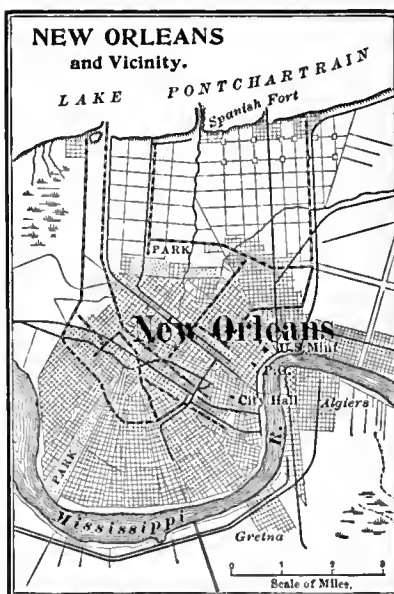 NEW ORLEANS
and Vicinity.
LAKE PONTCHARTRAIN
Spanish Fort
PARK
New Orleans
U.S. Mint
P.O.
City Hall
Algiers
R.
PARK
Mississippi
Gretna
0 1 2 3
Scale of Miles.